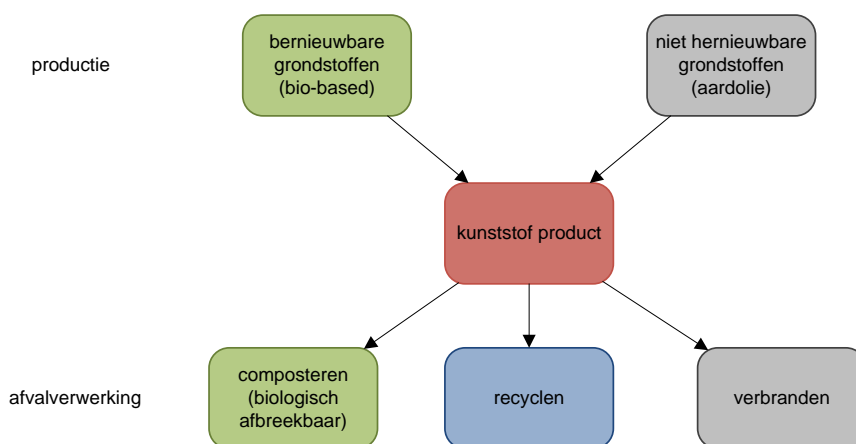 productie
bernieuwbare
grondstoffen
(bio-based)
niet hernieuwbare
grondstoffen
(aardolie)
kunststof product
afvalverwerking
composteren
(biologisch
afbreekbaar)
recyclen
verbranden